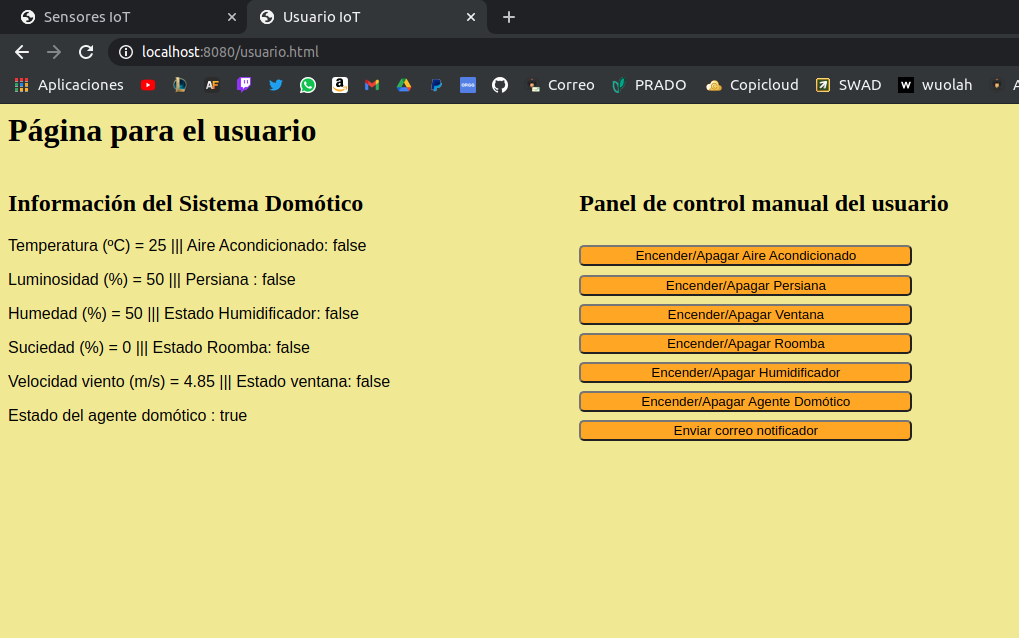 Sensores IoT
Usuario IoT
localhost:8080/usuario.html
Aplicaciones
Correo
PRADO
Copicloud
SWAD
wuolah
Página para el usuario
Información del Sistema Domótico
Temperatura (ºC) = 25 ||| Aire Acondicionado: false
Luminosidad (%) = 50 ||| Persiana : false
Humedad (%) = 50 ||| Estado Humidificador: false
Suciedad (%) = 0 ||| Estado Roomba: false
Velocidad viento (m/s) = 4.85 ||| Estado ventana: false
Estado del agente domótico : true
Panel de control manual del usuario
Encender/Apagar Aire Acondicionado
Encender/Apagar Persiana
Encender/Apagar Ventana
Encender/Apagar Roomba
Encender/Apagar Humidificador
Encender/Apagar Agente Domótico
Enviar correo notificador